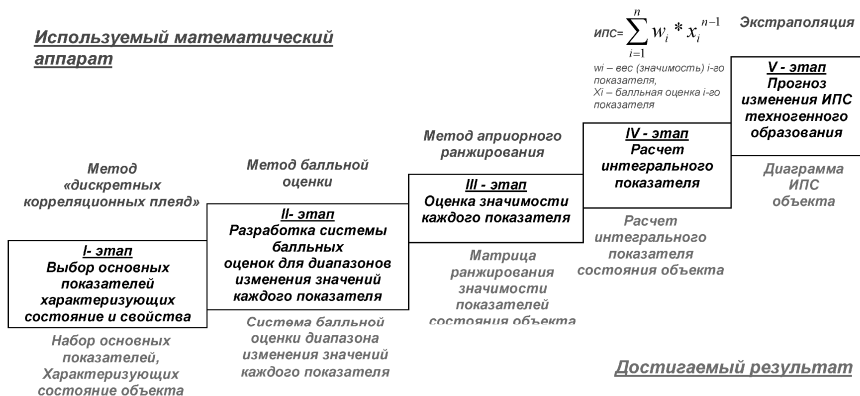 Используемый математический
аппарат
ИПС=
n
∑ wᵢ * xᵢⁿ⁻¹
i=1
wi – вес (значимость) i-го
показателя,
Xi – балльная оценка i-го
показателя
Экстраполяция
V - этап
Прогноз
изменения ИПС
техногенного
образования
Диаграмма
ИПС
объекта
Метод априорного
ранжирования
IV – этап
Расчет
интегрального
показателя
Расчет
интегрального
показателя
состояния объекта
Метод
«дискретных
корреляционных плеяд»
Метод балльной
оценки
III - этап
Оценка значимости
каждого показателя
Матрица
ранжирования
значимости
показателей
состояния объекта
II- этап
Разработка системы
балльных
оценок для диапазонов
изменения значений
каждого показателя
Система балльной
оценки диапазона
изменения значений
каждого показателя
I- этап
Выбор основных
показателей
характеризующих
состояние и свойства
Набор основных
показателей,
Характеризующих
состояние объекта
Достигаемый результат